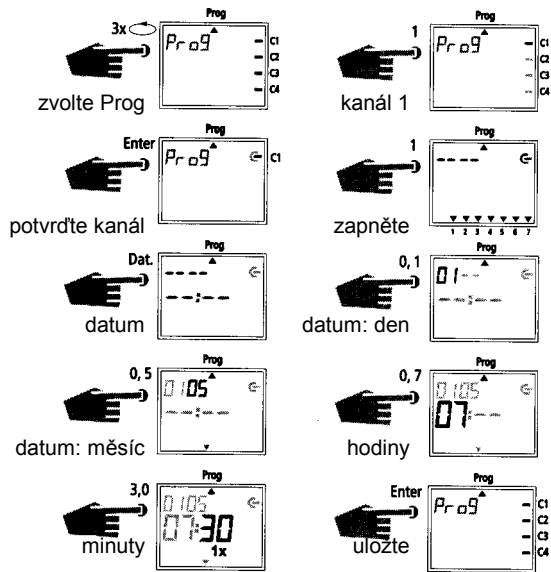 Prog
3x
Prog
C1
C2
C3
C4
zvolte Prog
Prog
1
Prog
C1
C2
C3
C4
kanál 1
Prog
Enter
Prog
C1
potvrďte kanál
Prog
1
----
1 2 3 4 5 6 7
zapněte
Prog
Dat.
----
--:--
datum
Prog
0, 1
01--
--:--
datum: den
Prog
0, 5
0105
--:--
datum: měsíc
Prog
0, 7
0105
07:--
hodiny
Prog
3,0
0105
07:30
1x
minuty
Prog
Enter
Prog
C1
C2
C3
C4
uložte